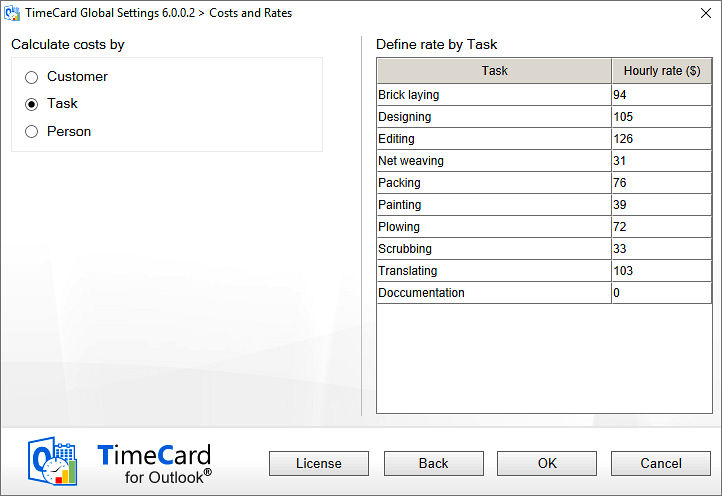 TimeCard Global Settings 6.0.0.2 > Costs and Rates
Calculate costs by
Customer
Task
Person
Define rate by Task
Task Hourly rate ($)
Brick laying 94
Designing 105
Editing 126
Net weaving 31
Packing 76
Painting 39
Plowing 72
Scrubbing 33
Translating 103
Doccumentation 0
TimeCard
for Outlook®
License Back OK Cancel